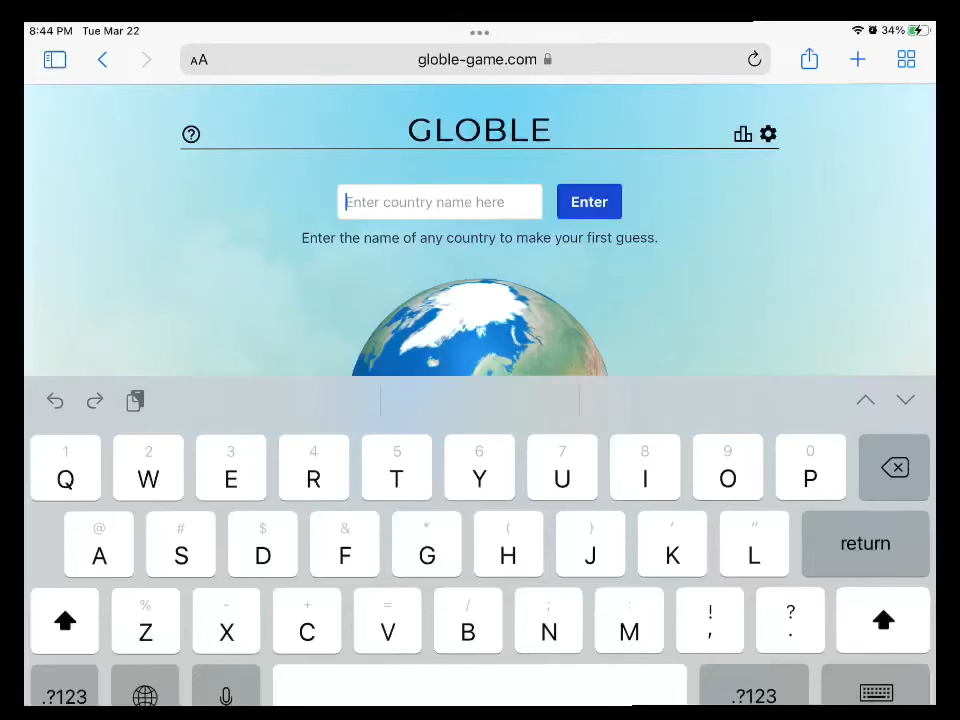 8:44 PM Tue Mar 22
34%
AA
globle-game.com
GLOBLE
Enter country name here
Enter
Enter the name of any country to make your first guess.
1 2 3 4 5 6 7 8 9 0
Q W E R T Y U I O P
@ # $ & * ( ) ' "
A S D F G H J K L return
% - + = / ; : ! ?
Z X C V B N M , .
.?123 .?123